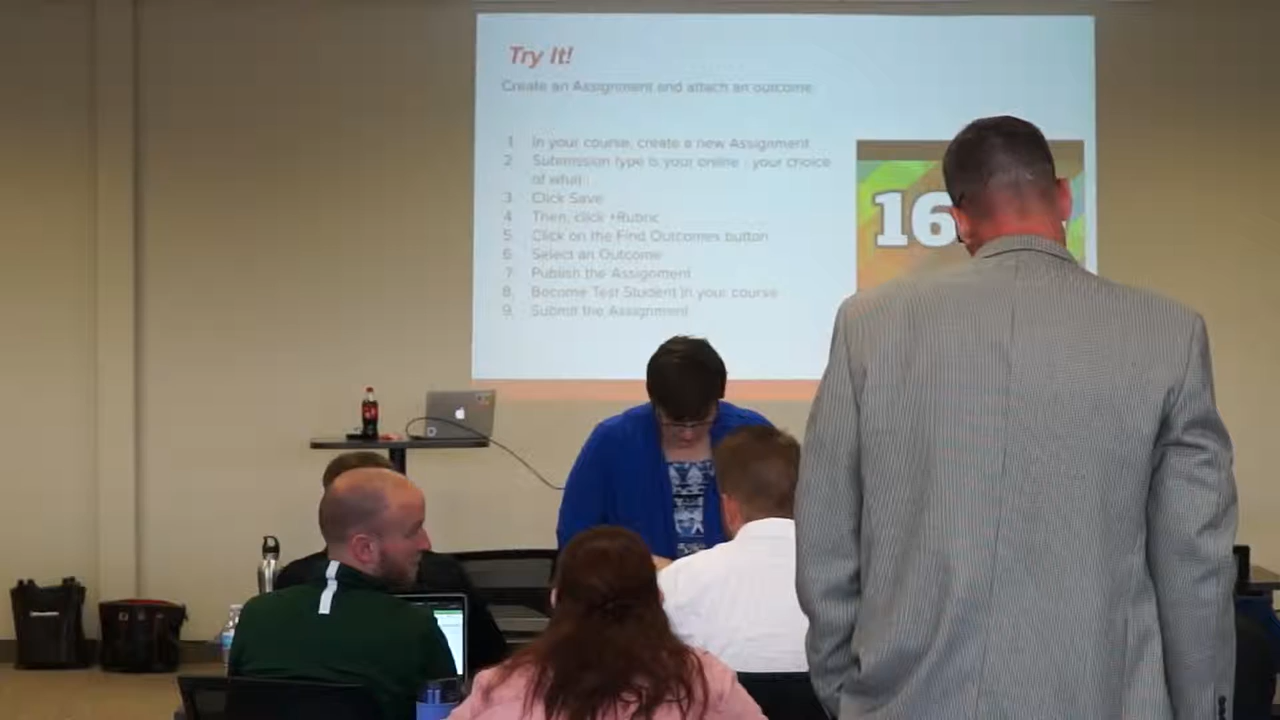 Try It!
Create an Assignment and attach an outcome
1. In your course, create a new Assignment
2. Submission type is your online - your choice
of what
3. Click Save
4. Then, click +Rubric
5. Click on the Find Outcomes button
6. Select an Outcome
7. Publish the Assignment
8. Become Test Student in your course
9. Submit the Assignment
16